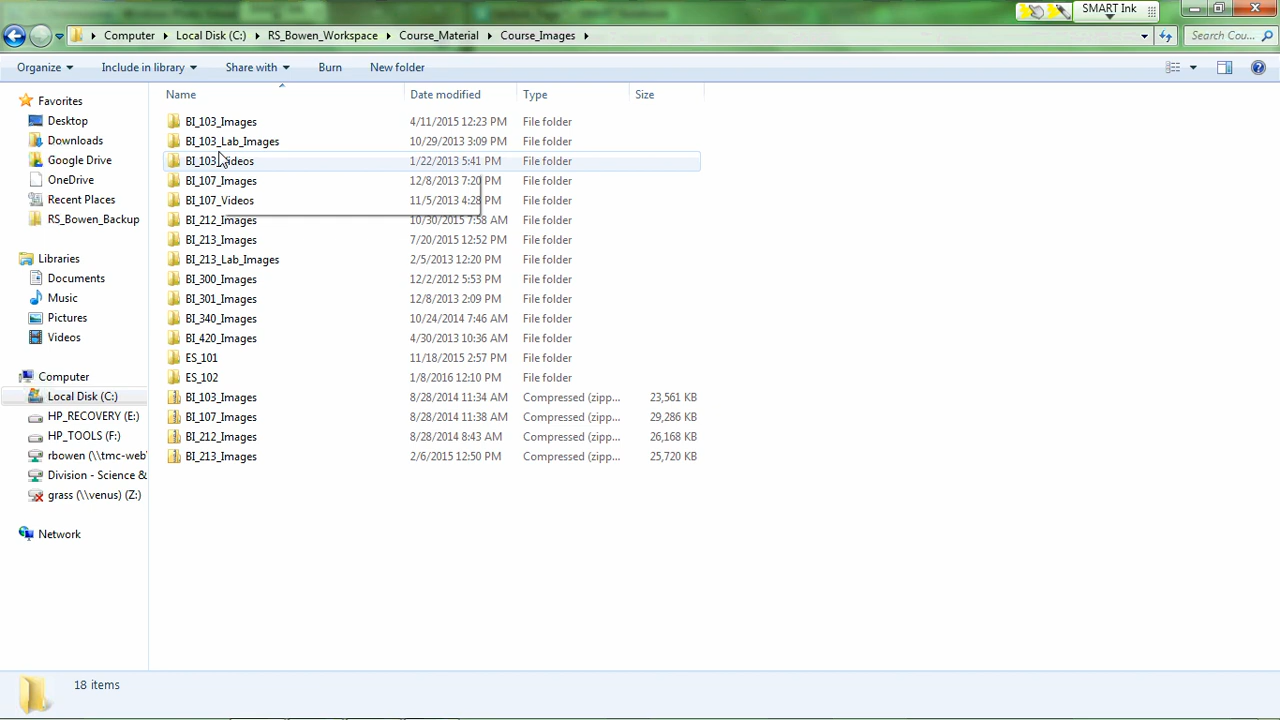 SMART Ink
Computer Local Disk (C:) RS_Bowen_Workspace Course_Material Course_Images Search Cou...
Organize Include in library Share with Burn New folder
Name Date modified Type Size
Favorites
Desktop
Downloads
Google Drive
OneDrive
Recent Places
RS_Bowen_Backup
Libraries
Documents
Music
Pictures
Videos
Computer
Local Disk (C:)
HP_RECOVERY (E:)
HP_TOOLS (F:)
rbowen (\\tmc-web
Division - Science &
grass (\\venus) (Z:)
Network
BI_103_Images 4/11/2015 12:23 PM File folder
BI_103_Lab_Images 10/29/2013 3:09 PM File folder
BI_103_Videos 1/22/2013 5:41 PM File folder
BI_107_Images 12/8/2013 7:20 PM File folder
BI_107_Videos 11/5/2013 4:28 PM File folder
BI_212_Images 10/30/2015 7:58 AM File folder
BI_213_Images 7/20/2015 12:52 PM File folder
BI_213_Lab_Images 2/5/2013 12:20 PM File folder
BI_300_Images 12/2/2012 5:53 PM File folder
BI_301_Images 12/8/2013 2:09 PM File folder
BI_340_Images 10/24/2014 7:46 AM File folder
BI_420_Images 4/30/2013 10:36 AM File folder
ES_101 11/18/2015 2:57 PM File folder
ES_102 1/8/2016 12:10 PM File folder
BI_103_Images 8/28/2014 11:34 AM Compressed (zipp... 23,561 KB
BI_107_Images 8/28/2014 11:38 AM Compressed (zipp... 29,286 KB
BI_212_Images 8/28/2014 8:43 AM Compressed (zipp... 26,168 KB
BI_213_Images 2/6/2015 12:50 PM Compressed (zipp... 25,720 KB
18 items